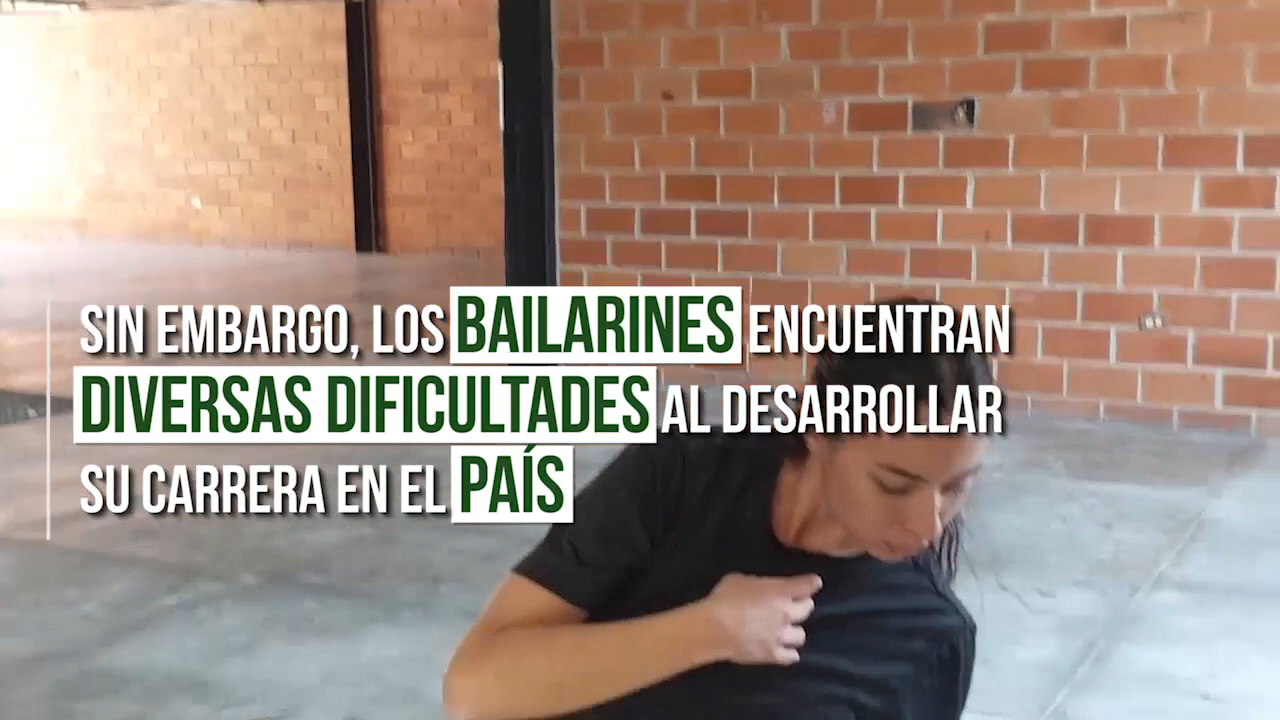 SIN EMBARGO, LOS BAILARINES ENCUENTRAN
DIVERSAS DIFICULTADES AL DESARROLLAR
SU CARRERA EN EL PAÍS